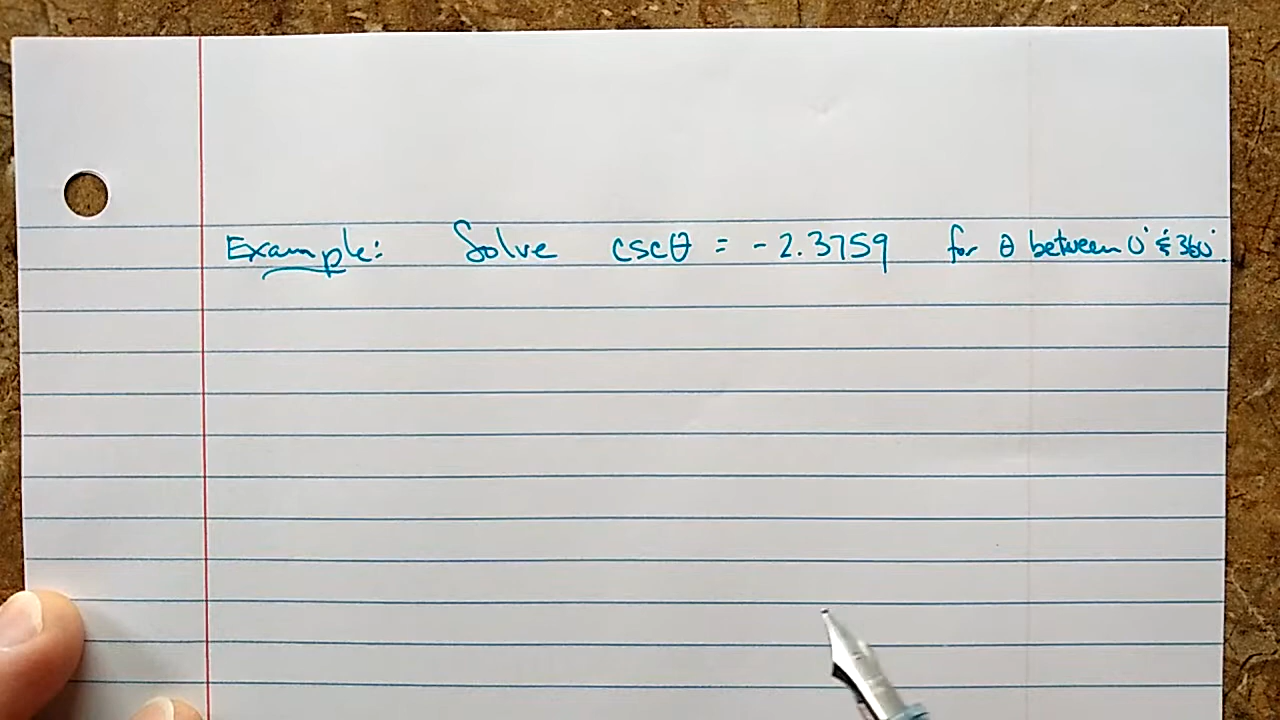 Example: Solve cscθ = -2.3759 for θ between 0° & 360°.